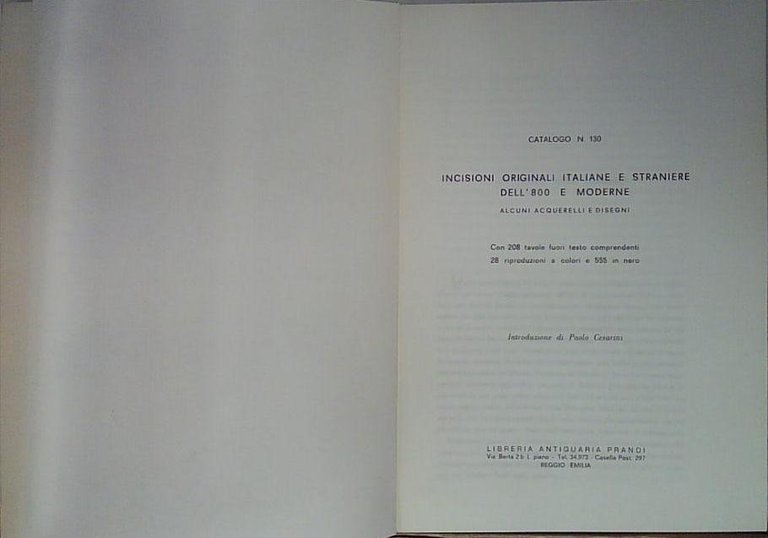 CATALOGO N. 130
INCISIONI ORIGINALI ITALIANE E STRANIERE
DELL'800 E MODERNE
ALCUNI ACQUERELLI E DISEGNI
Con 208 tavole fuori testo comprendenti
28 riproduzioni a colori e 555 in nero
Introduzione di Paolo Cesarini
LIBRERIA ANTIQUARIA PRANDI
Via Berta 2 b I. piano - Tel. 34.973 - Casella Post. 297
REGGIO EMILIA